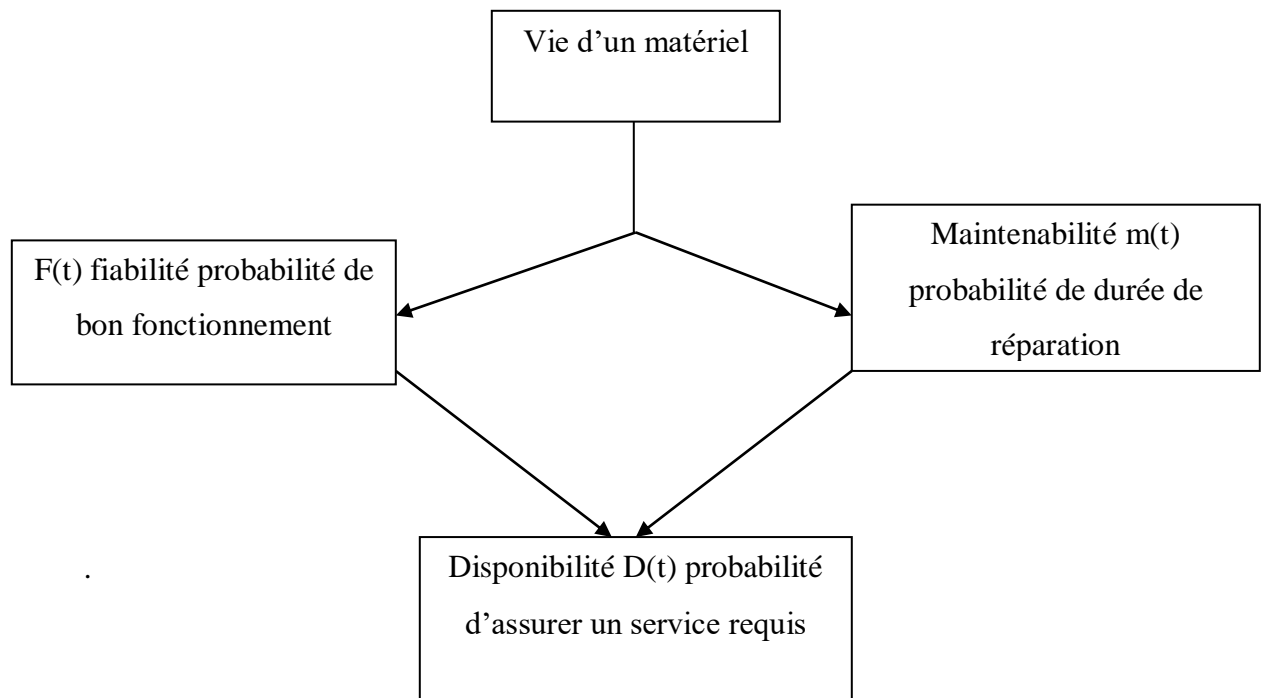 Vie d’un matériel
F(t) fiabilité probabilité de
bon fonctionnement
Maintenabilité m(t)
probabilité de durée de
réparation
Disponibilité D(t) probabilité
d’assurer un service requis
.